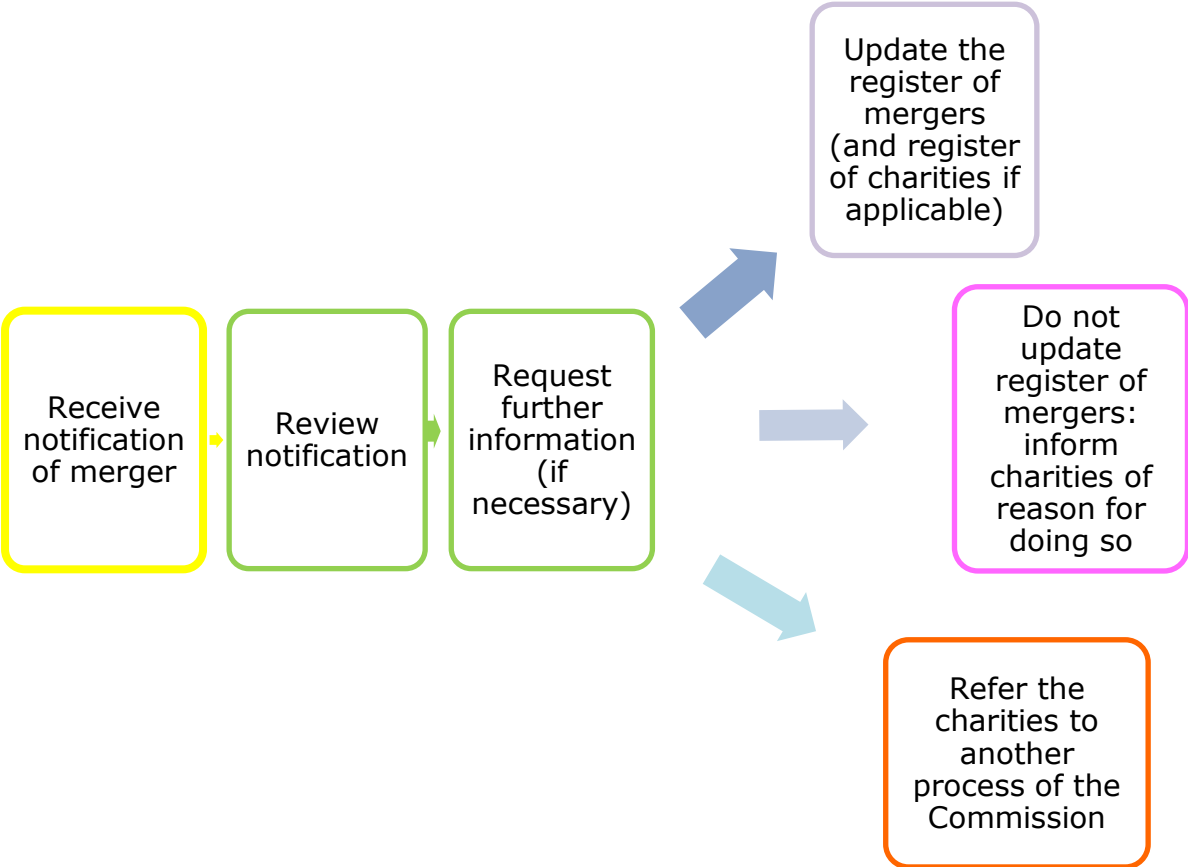 Receive
notification
of merger
Review
notification
Request
further
information
(if
necessary)
Update the
register of
mergers
(and register
of charities if
applicable)
Do not
update
register of
mergers:
inform
charities of
reason for
doing so
Refer the
charities to
another
process of the
Commission